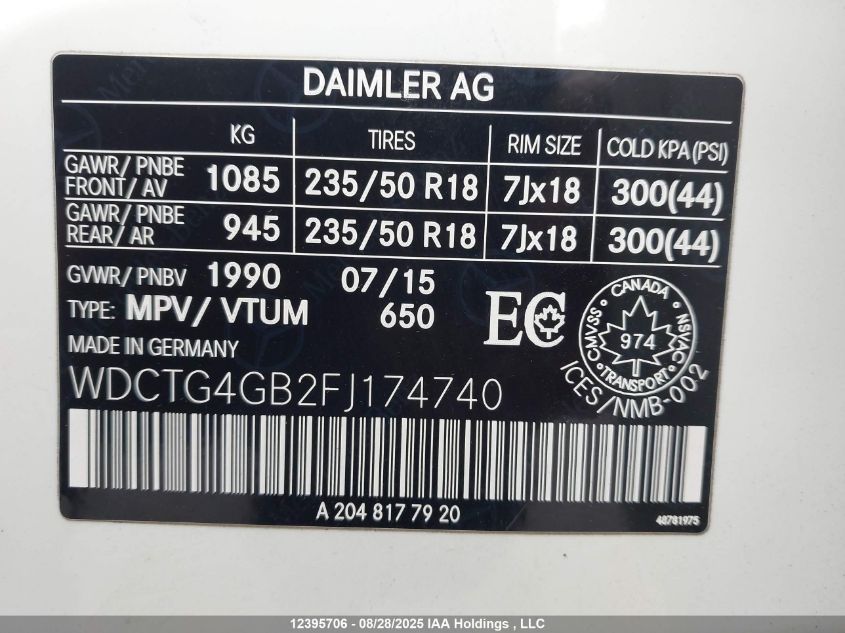 DAIMLER AG
KG TIRES RIM SIZE COLD KPA (PSI)
GAWR/ PNBE FRONT/ AV 1085 235/50 R18 7Jx18 300(44)
GAWR/ PNBE REAR/ AR 945 235/50 R18 7Jx18 300(44)
GVWR/ PNBV 1990 07/15
TYPE: MPV/ VTUM 650
EC
CANADA
SS/AWC
974
NSVAC
TRANSPORT
ICES/NMB-002
MADE IN GERMANY
WDCTG4GB2FJ174740
A 204 817 79 20
48781975
12395706 - 08/28/2025 IAA Holdings , LLC